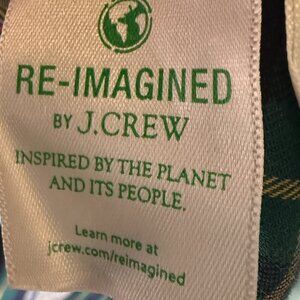 RE-IMAGINED
BY J.CREW
INSPIRED BY THE PLANET
AND ITS PEOPLE.
Learn more at
jcrew.com/reimagined